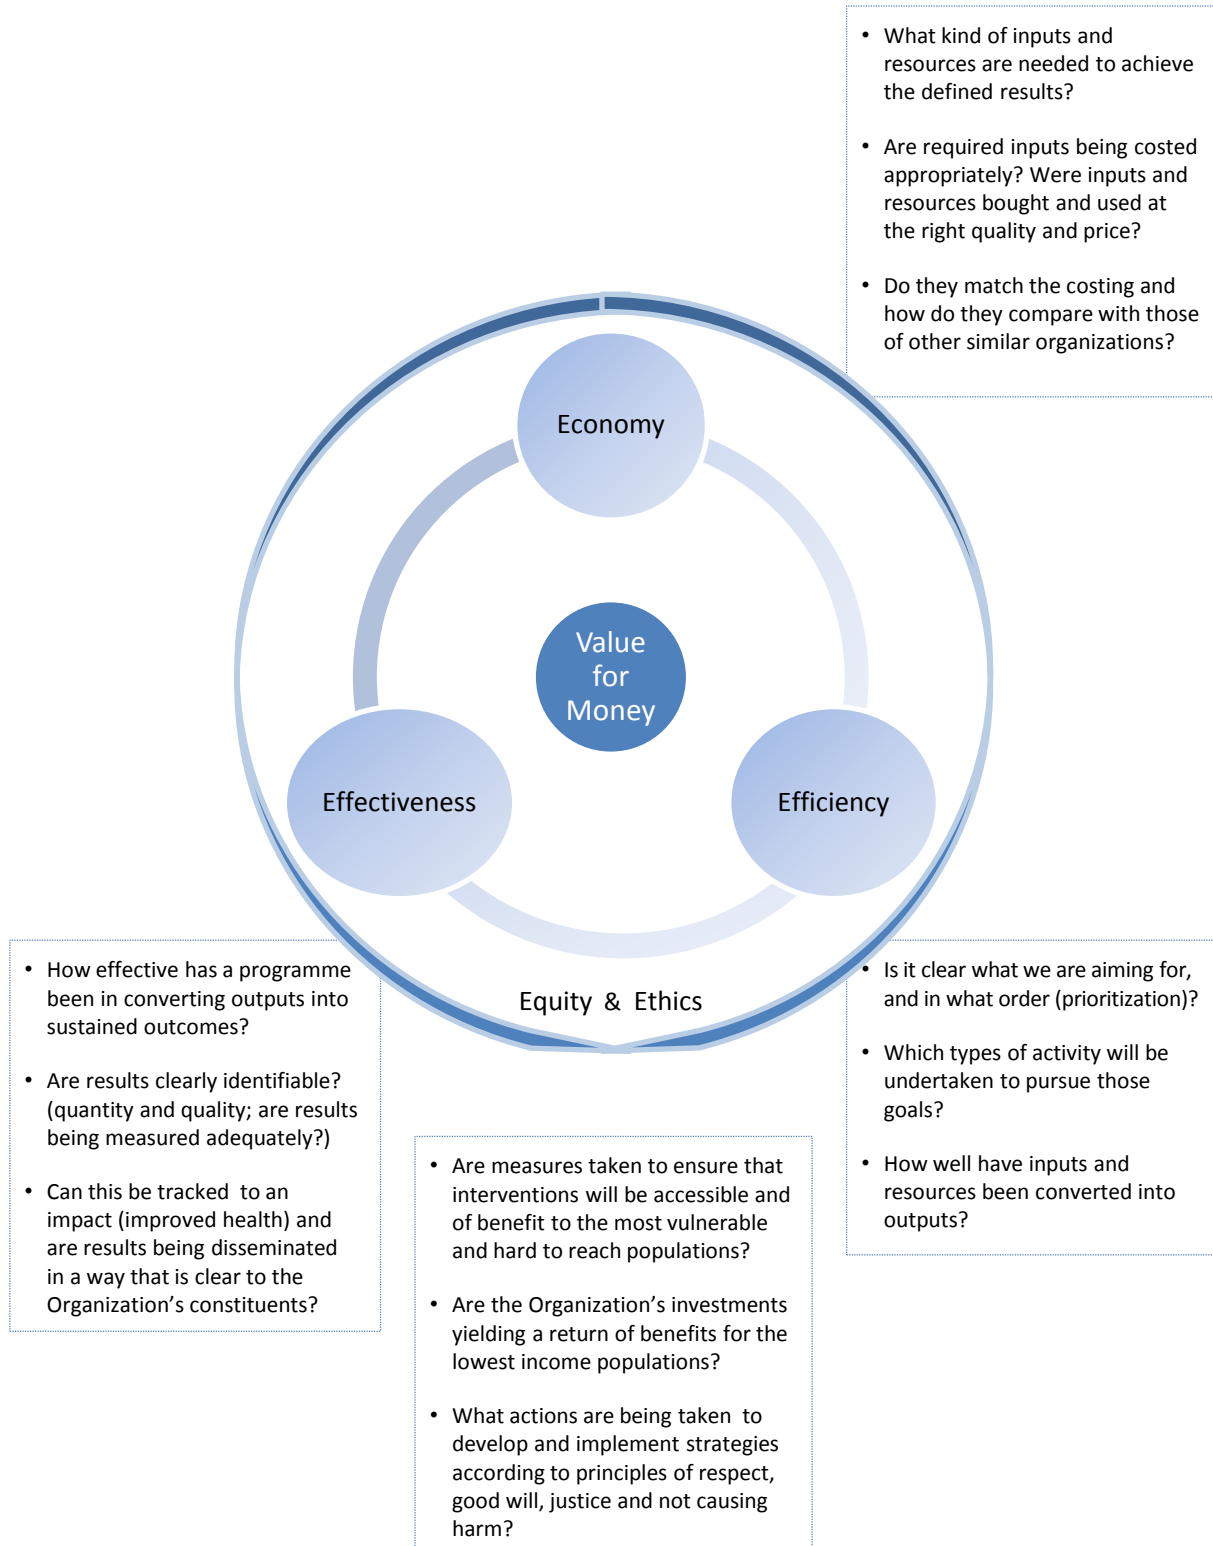 • What kind of inputs and
resources are needed to achieve
the defined results?
• Are required inputs being costed
appropriately? Were inputs and
resources bought and used at
the right quality and price?
• Do they match the costing and
how do they compare with those
of other similar organizations?
Economy
Value
for
Money
Effectiveness
Efficiency
Equity & Ethics
• How effective has a programme
been in converting outputs into
sustained outcomes?
• Are results clearly identifiable?
(quantity and quality; are results
being measured adequately?)
• Can this be tracked to an
impact (improved health) and
are results being disseminated
in a way that is clear to the
Organization’s constituents?
• Is it clear what we are aiming for,
and in what order (prioritization)?
• Which types of activity will be
undertaken to pursue those
goals?
• How well have inputs and
resources been converted into
outputs?
• Are measures taken to ensure that
interventions will be accessible and
of benefit to the most vulnerable
and hard to reach populations?
• Are the Organization’s investments
yielding a return of benefits for the
lowest income populations?
• What actions are being taken to
develop and implement strategies
according to principles of respect,
good will, justice and not causing
harm?